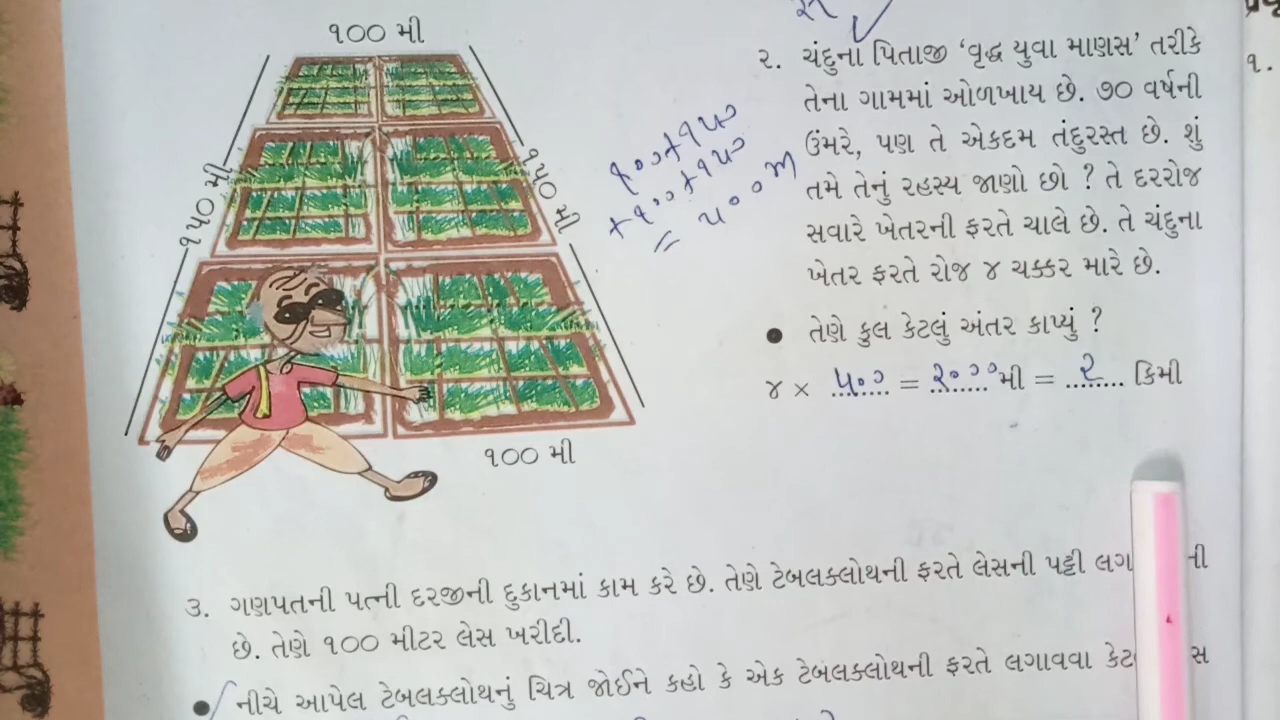 ૧૦૦ મી
૧૫૦ મી
૧૫૦ મી
૧૦૦ મી
૧૦૦+૧૫૦
+૧૦૦+૧૫૦
= ૫૦૦ m
૨. ચંદુના પિતાજી ‘વૃદ્ધ યુવા માણસ’ તરીકે
તેના ગામમાં ઓળખાય છે. ૭૦ વર્ષની
ઉંમરે, પણ તે એકદમ તંદુરસ્ત છે. શું
તમે તેનું રહસ્ય જાણો છો ? તે દરરોજ
સવારે ખેતરની ફરતે ચાલે છે. તે ચંદુના
ખેતર ફરતે રોજ ૪ ચક્કર મારે છે.
● તેણે કુલ કેટલું અંતર કાપ્યું ?
૪ × ૫૦૦ = ૨૦૦૦ મી = ૨ કિમી
૩. ગણપતની પત્ની દરજીની દુકાનમાં કામ કરે છે. તેણે ટેબલક્લોથની ફરતે લેસની પટ્ટી
છે. તેણે ૧૦૦ મીટર લેસ ખરીદી.
● નીચે આપેલ ટેબલક્લોથનું ચિત્ર જોઈને કહો કે એક ટેબલક્લોથની ફરતે લગાવવા
૧.